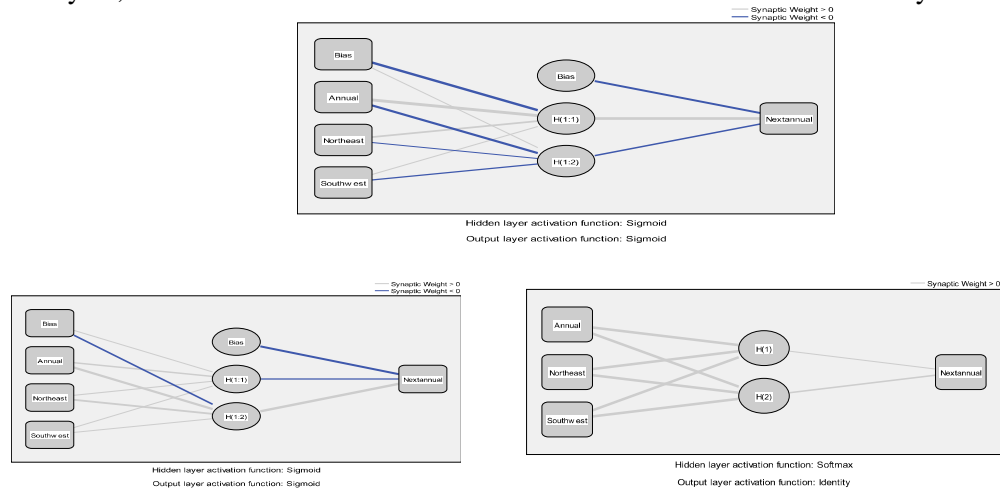 Synaptic Weight > 0
Synaptic Weight < 0
Bias
Annual
Northeast
Southw est
Bias
H(1:1)
H(1:2)
Nextannual
Hidden layer activation function: Sigmoid
Output layer activation function: Sigmoid
Synaptic Weight > 0
Synaptic Weight < 0
Bias
Annual
Northeast
Southw est
Bias
H(1:1)
H(1:2)
Nextannual
Hidden layer activation function: Sigmoid
Output layer activation function: Sigmoid
Synaptic Weight > 0
Annual
Northeast
Southw est
H(1)
H(2)
Nextannual
Hidden layer activation function: Softmax
Output layer activation function: Identity